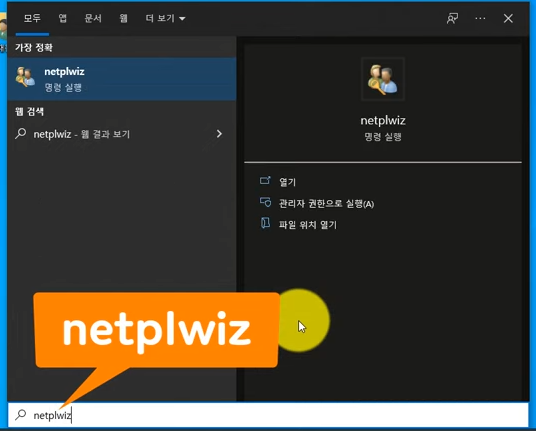 모두 앱 문서 웹 더 보기
가장 정확
netplwiz
명령 실행
웹 검색
netplwiz - 웹 결과 보기
netplwiz
명령 실행
열기
관리자 권한으로 실행(A)
파일 위치 열기
netplwiz
netplwiz